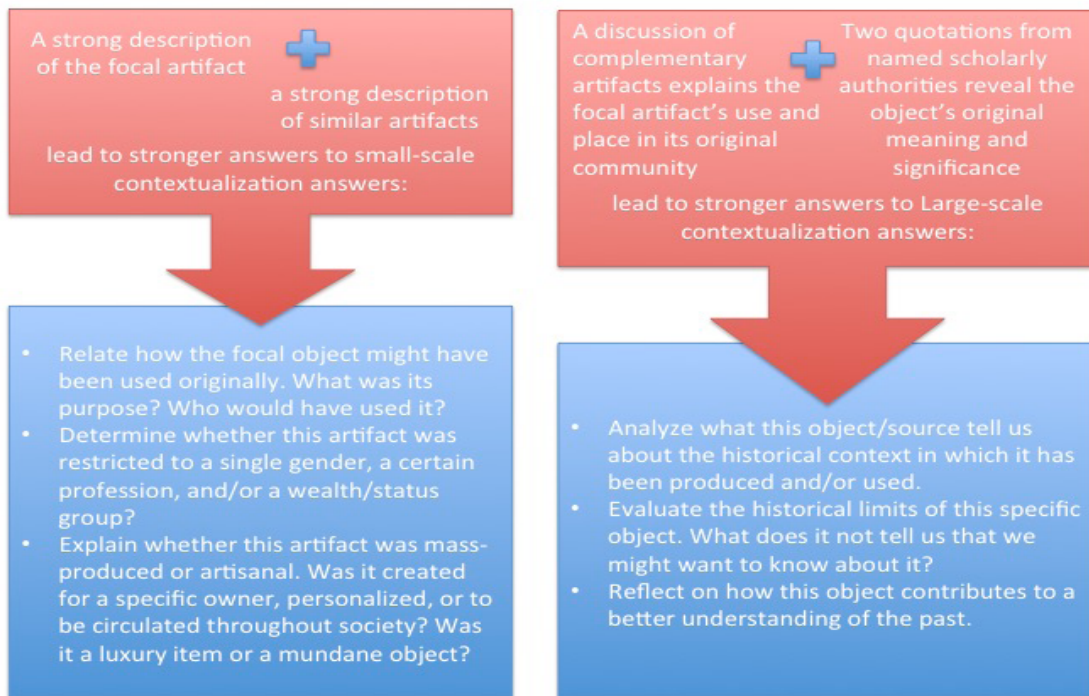 A strong description
of the focal artifact
a strong description
of similar artifacts
lead to stronger answers to small-scale
contextualization answers:
• Relate how the focal object might have
been used originally. What was its
purpose? Who would have used it?
• Determine whether this artifact was
restricted to a single gender, a certain
profession, and/or a wealth/status
group?
• Explain whether this artifact was mass-
produced or artisanal. Was it created
for a specific owner, personalized, or to
be circulated throughout society? Was
it a luxury item or a mundane object?
A discussion of
complementary
artifacts explains the
focal artifact's use and
place in its original
community
Two quotations from
named scholarly
authorities reveal the
object's original
meaning and
significance
lead to stronger answers to Large-scale
contextualization answers:
• Analyze what this object/source tell us
about the historical context in which it has
been produced and/or used.
• Evaluate the historical limits of this specific
object. What does it not tell us that we
might want to know about it?
• Reflect on how this object contributes to a
better understanding of the past.